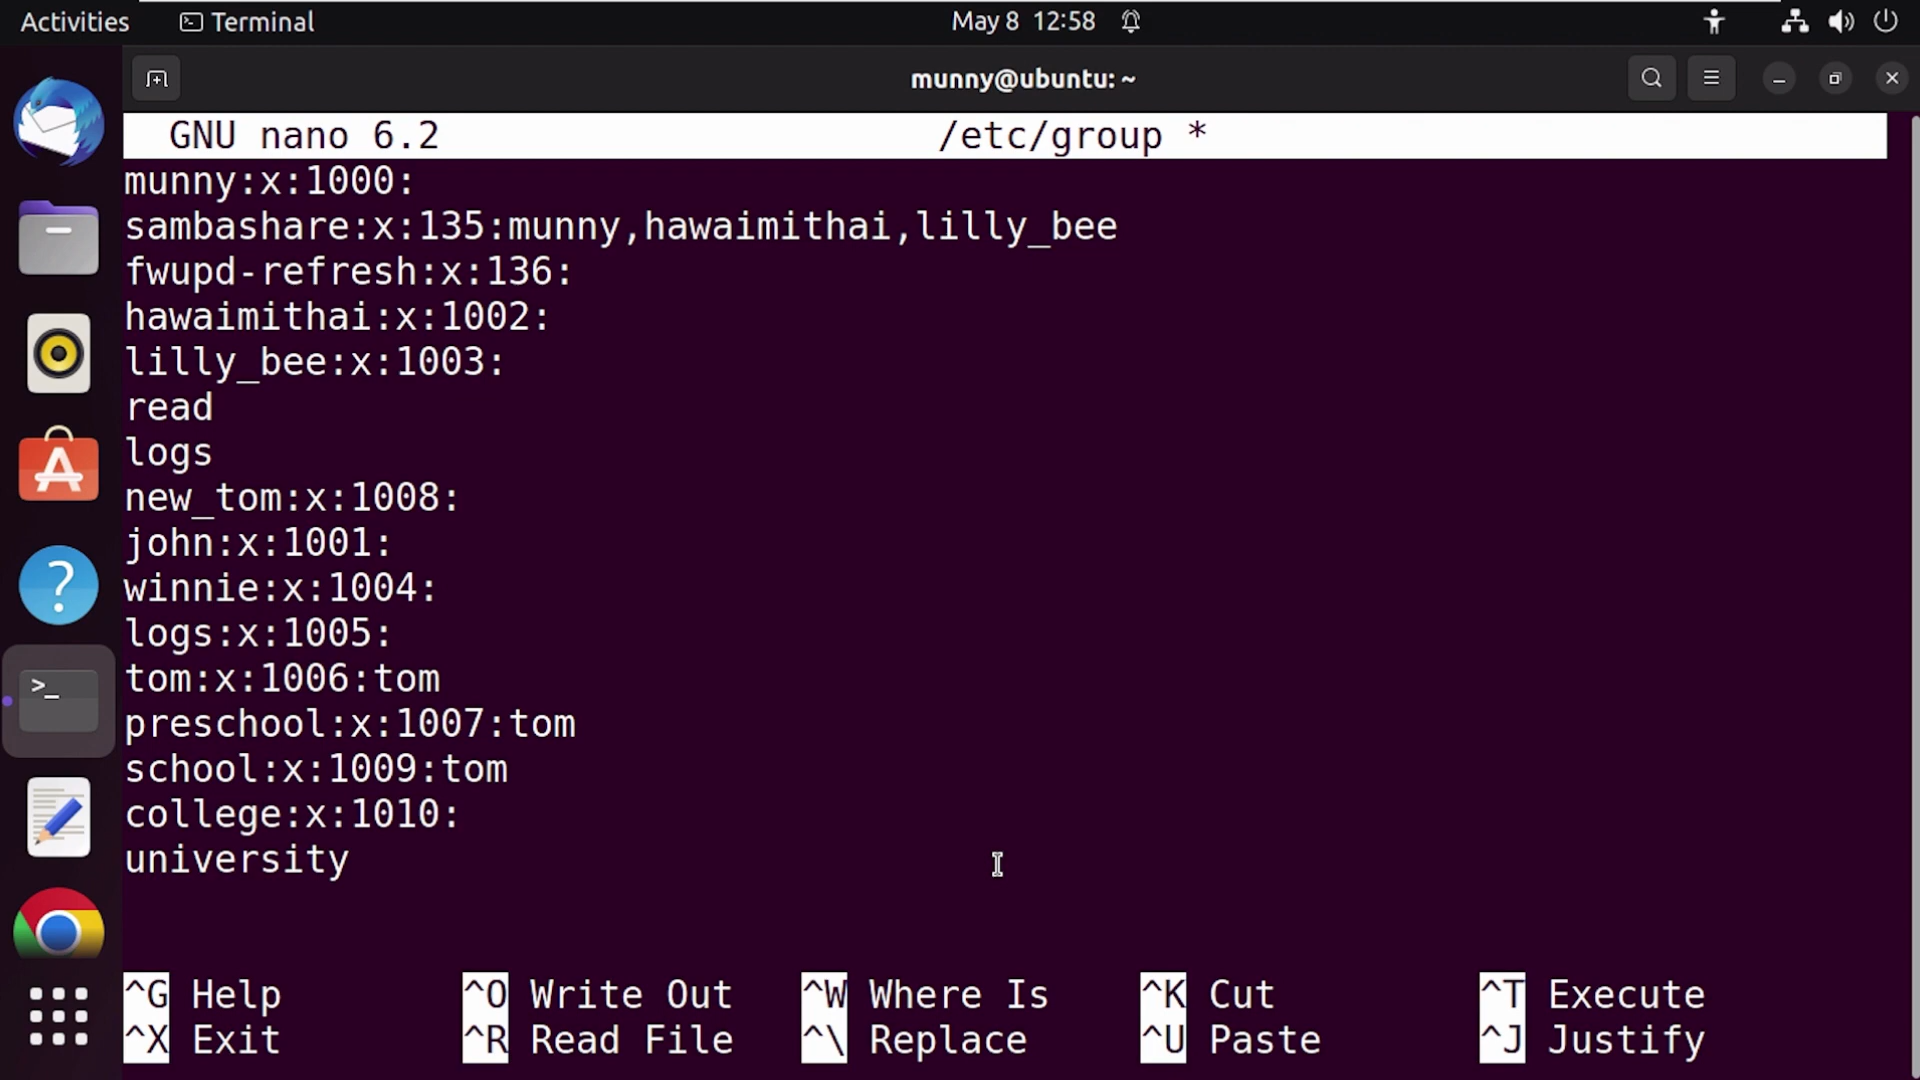 Activities Terminal May 8 12:58
munny@ubuntu: ~
GNU nano 6.2 /etc/group *
munny:x:1000:
sambashare:x:135:munny,hawaimithai,lilly_bee
fwupd-refresh:x:136:
hawaimithai:x:1002:
lilly_bee:x:1003:
read
logs
new_tom:x:1008:
john:x:1001:
winnie:x:1004:
logs:x:1005:
tom:x:1006:tom
preschool:x:1007:tom
school:x:1009:tom
college:x:1010:
university
^G Help ^O Write Out ^W Where Is ^K Cut ^T Execute
^X Exit ^R Read File ^\ Replace ^U Paste ^J Justify